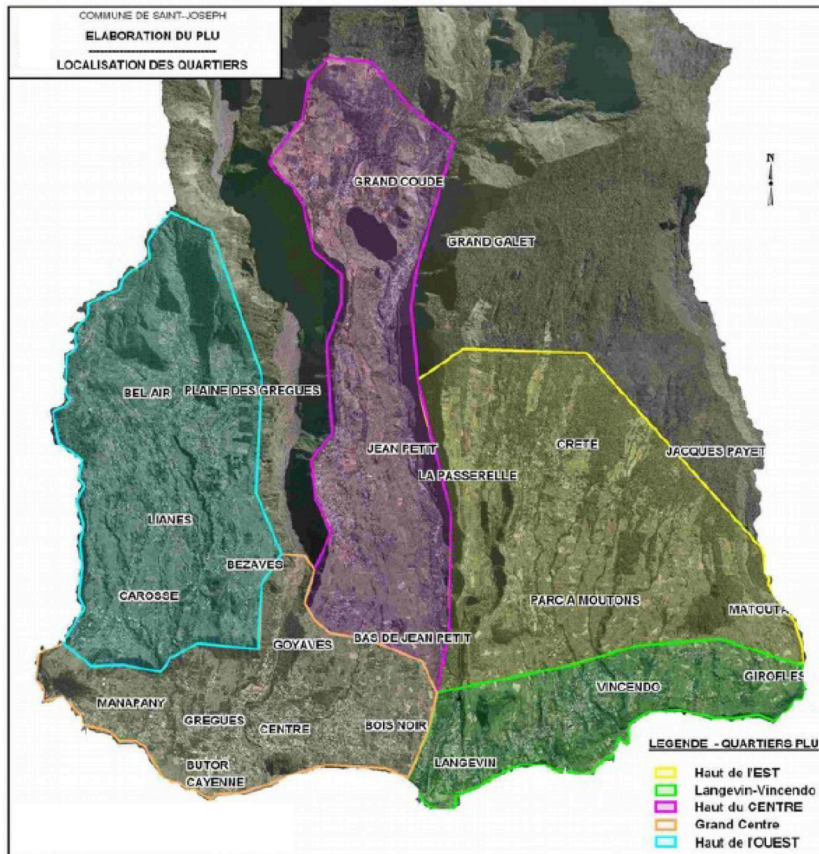 COMMUNE DE SAINT-JOSEPH
ELABORATION DU PLU
LOCALISATION DES QUARTIERS
N
GRAND COUDE
GRAND GALET
BEL AIR
PLAINE DES GREGUES
JEAN PETIT
CRETE
JACQUES PAYET
LA PASSERELLE
LIANES
BEZAVES
CAROSSE
PARC A MOUTONS
MATOUTA
GOYAVES
BAS DE JEAN PETIT
GIROFLES
VINCENDO
MANAPANY
GREGUES
CENTRE
BOIS NOIR
BUTOR
CAYENNE
LANGEVIN
LEGENDE - QUARTIERS PLU
Haut de l'EST
Langevin-Vincendo
Haut du CENTRE
Grand Centre
Haut de l'OUEST